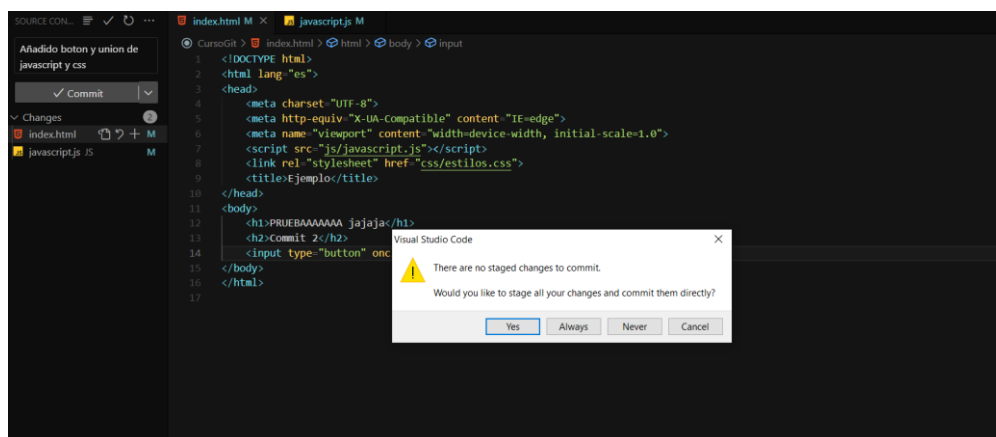 SOURCE CON...
index.html M
javascript.js M
Añadido boton y union de
javascript y css
Commit
Changes 2
index.html M
javascript.js JS M
CursoGit > index.html > html > body > input
1 <!DOCTYPE html>
2 <html lang="es">
3 <head>
4 <meta charset="UTF-8">
5 <meta http-equiv="X-UA-Compatible" content="IE=edge">
6 <meta name="viewport" content="width=device-width, initial-scale=1.0">
7 <script src="js/javascript.js"></script>
8 <link rel="stylesheet" href="css/estilos.css">
9 <title>Ejemplo</title>
10 </head>
11 <body>
12 <h1>PRUEBAAAAAA jajaja</h1>
13 <h2>Commit 2</h2>
14 <input type="button" onc
15 </body>
16 </html>
17
Visual Studio Code
There are no staged changes to commit.
Would you like to stage all your changes and commit them directly?
Yes
Always
Never
Cancel